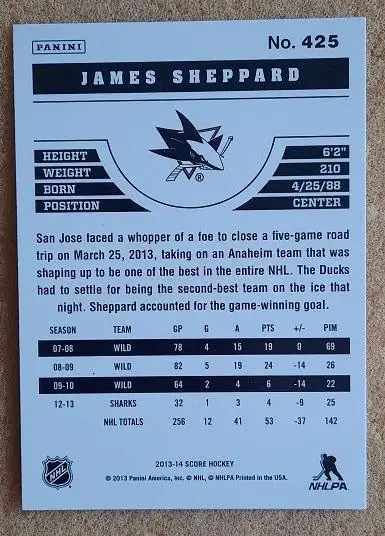 PANINI
No. 425
JAMES SHEPPARD
®
HEIGHT 6'2"
WEIGHT 210
BORN 4/25/88
POSITION CENTER
San Jose faced a whopper of a foe to close a five-game road
trip on March 25, 2013, taking on an Anaheim team that was
shaping up to be one of the best in the entire NHL. The Ducks
had to settle for being the second-best team on the ice that
night. Sheppard accounted for the game-winning goal.
SEASON TEAM GP G A PTS +/- PIM
07-08 WILD 78 4 15 19 0 69
08-09 WILD 82 5 19 24 -14 26
09-10 WILD 64 2 4 6 -14 22
12-13 SHARKS 32 1 3 4 -9 25
NHL TOTALS 256 12 41 53 -37 142
2013-14 SCORE HOCKEY
© 2013 Panini America, Inc. © NHL, © NHLPA Printed in the USA.
NHL
NHLPA